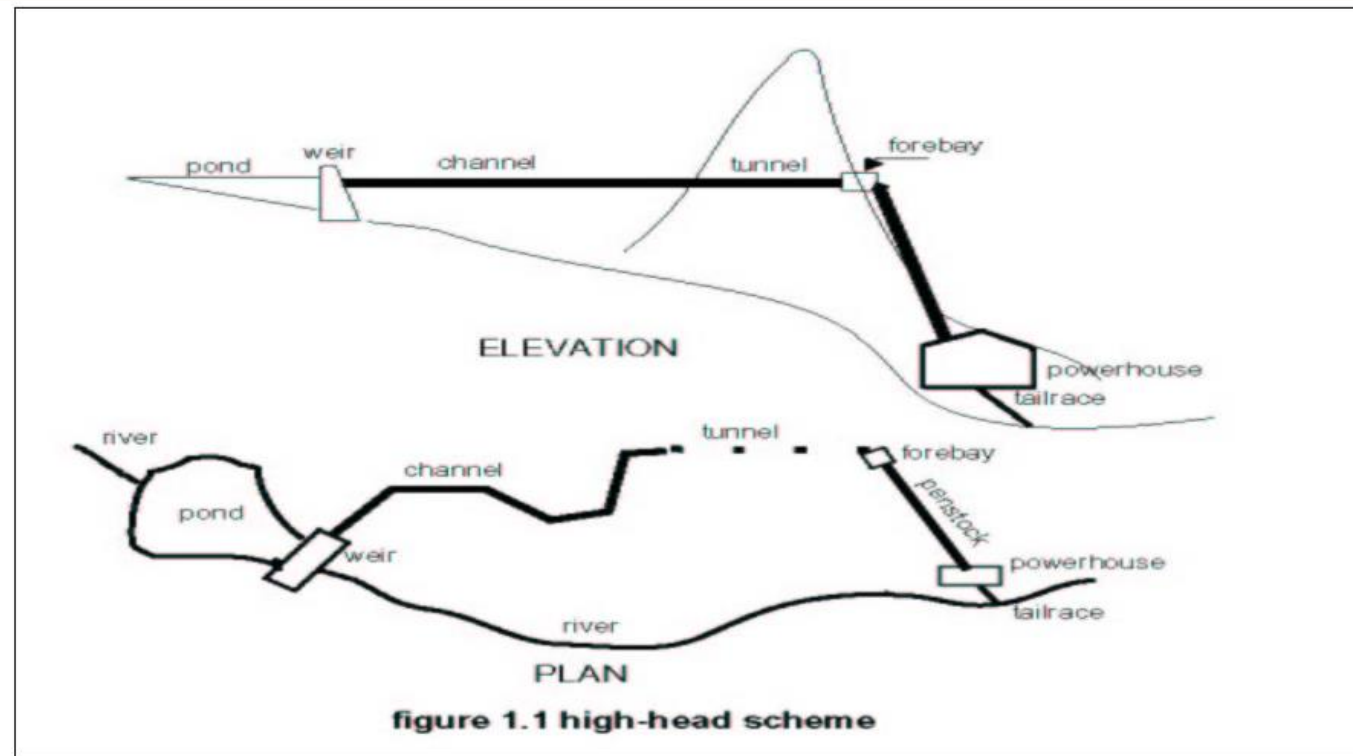 forebay
weir
pond
channel
tunnel
ELEVATION
powerhouse
tailrace
tunnel
river
forebay
channel
penstock
pond
weir
powerhouse
tailrace
river
PLAN
figure 1.1 high-head scheme